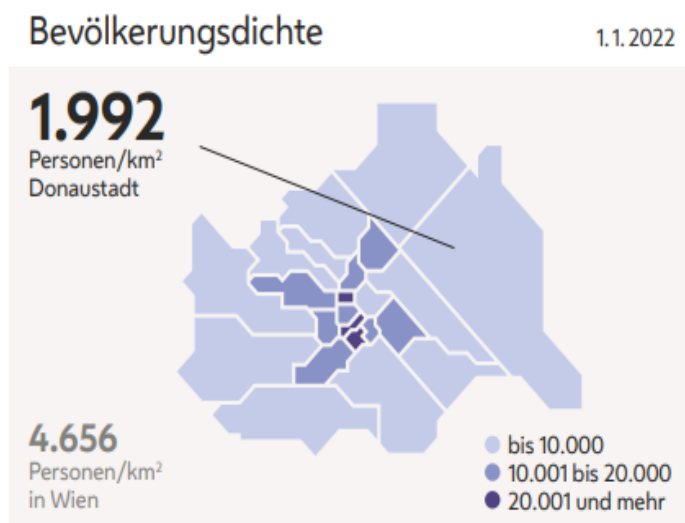 Bevölkerungsdichte
1.1.2022
1.992
Personen/km²
Donaustadt
4.656
Personen/km²
in Wien
bis 10.000
10.001 bis 20.000
20.001 und mehr